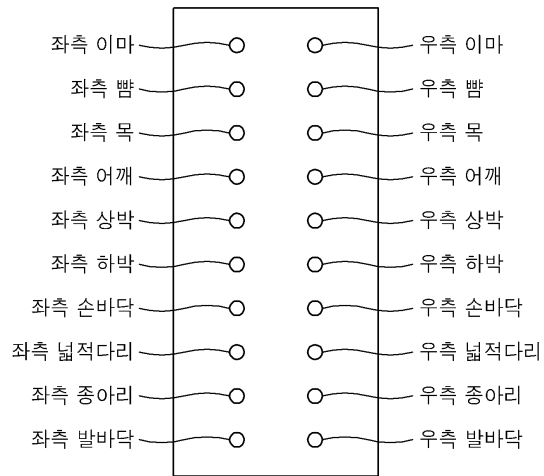 좌측 이마 우측 이마
좌측 뺨 우측 뺨
좌측 목 우측 목
좌측 어깨 우측 어깨
좌측 상박 우측 상박
좌측 하박 우측 하박
좌측 손바닥 우측 손바닥
좌측 넓적다리 우측 넓적다리
좌측 종아리 우측 종아리
좌측 발바닥 우측 발바닥